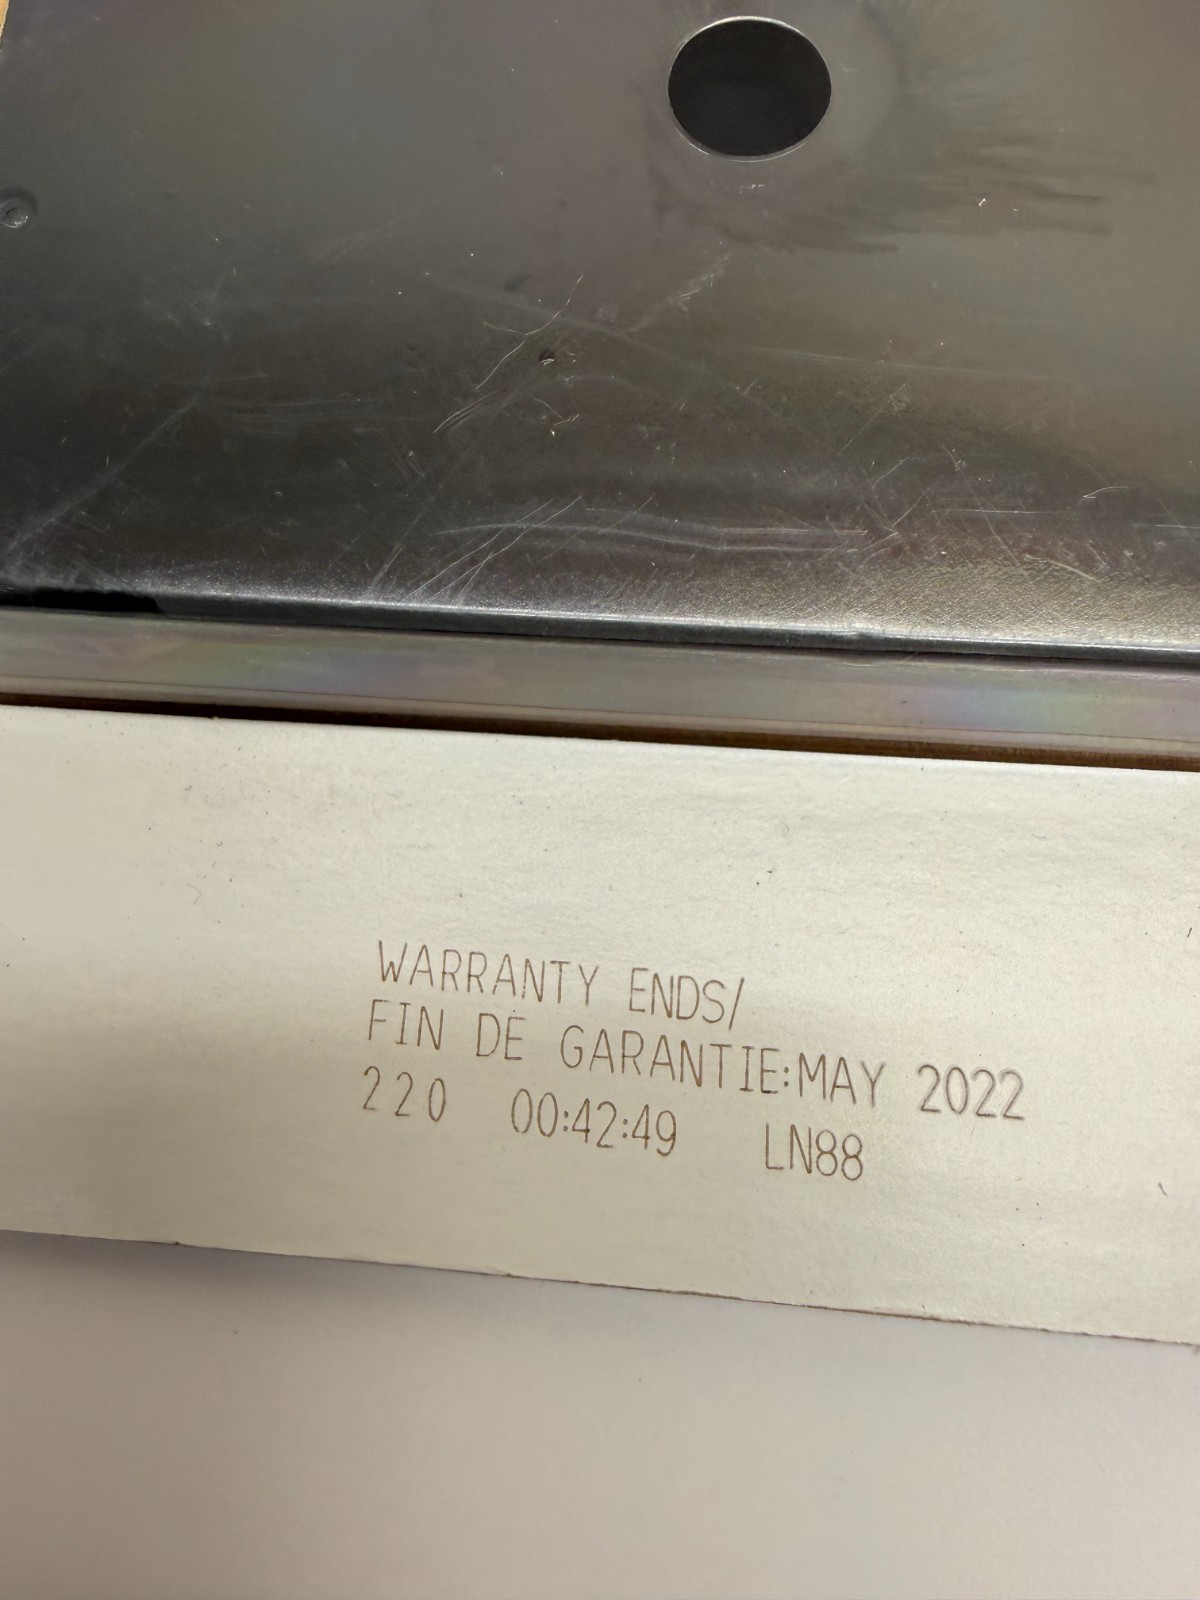 WARRANTY ENDS/
FIN DE GARANTIE:MAY 2022
220 00:42:49 LN88